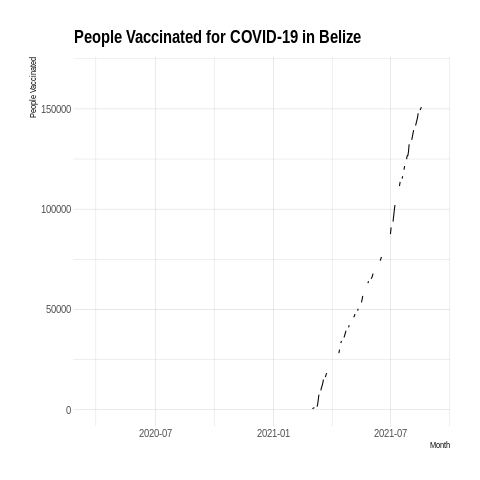 People Vaccinated for COVID-19 in Belize
People Vaccinated
150000
100000
50000
0
2020-07 2021-01 2021-07
Month